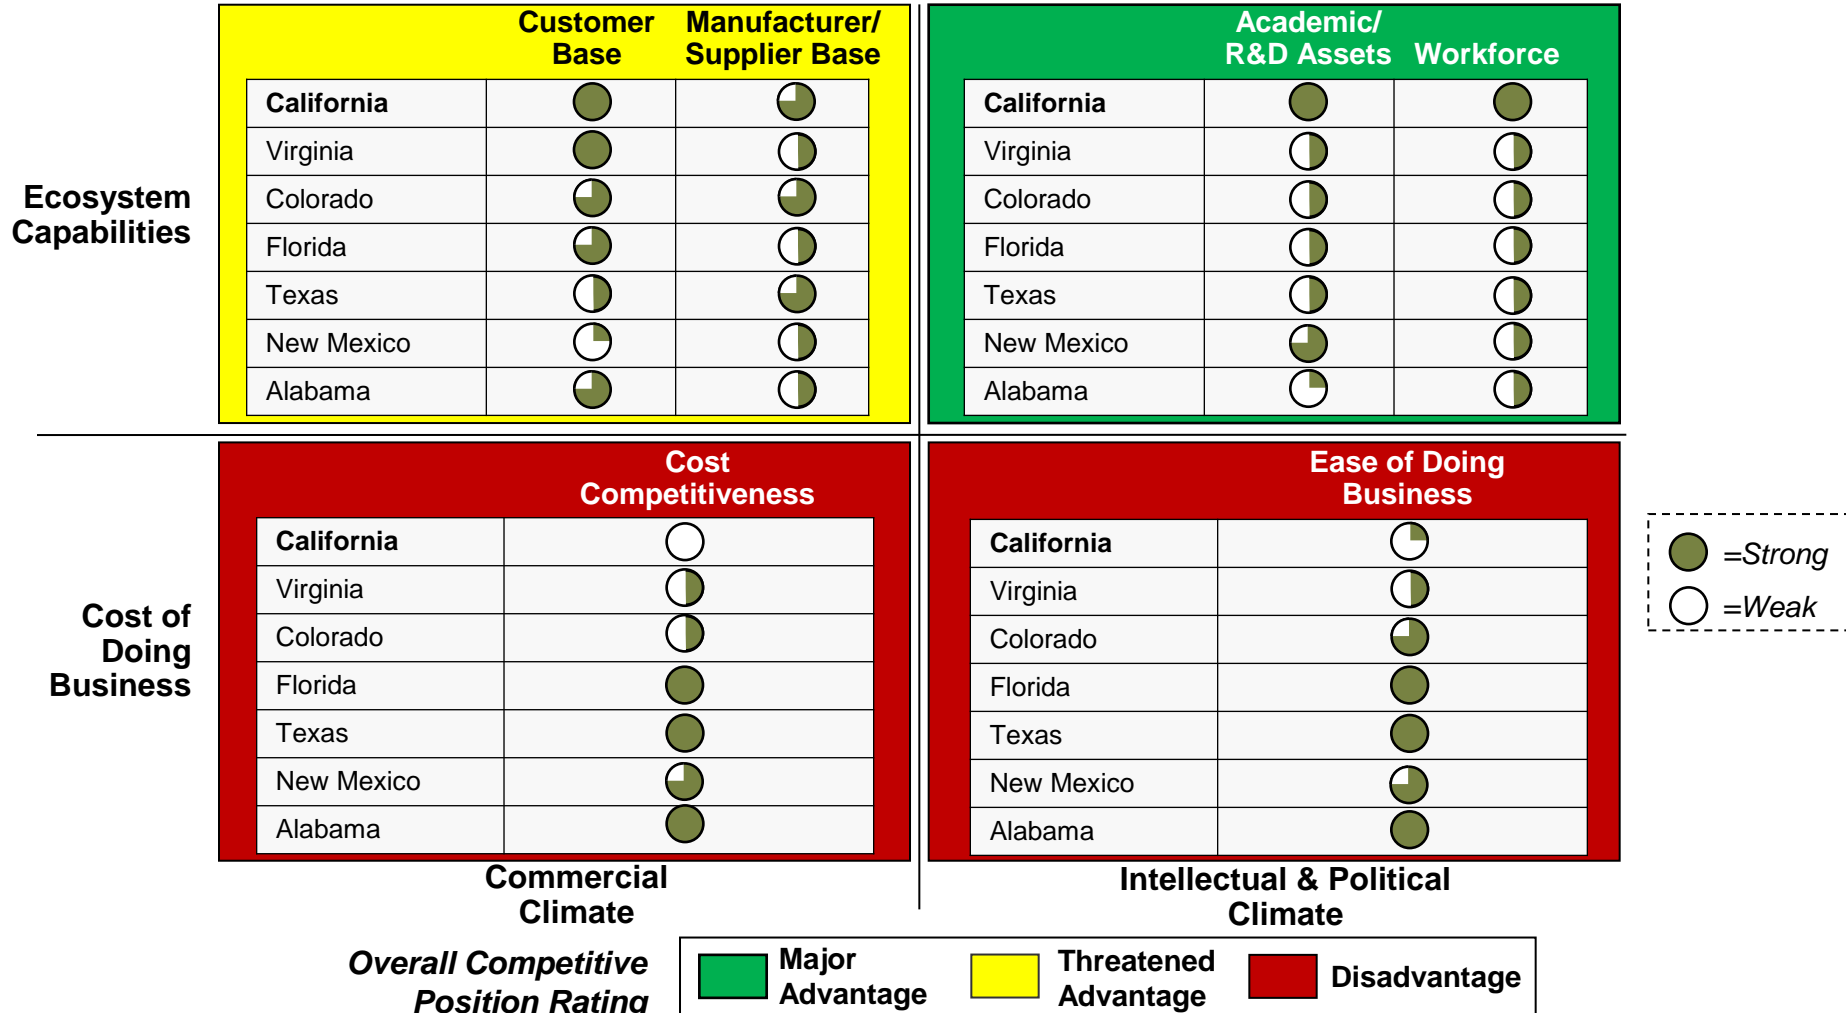 Customer Base
Manufacturer/ Supplier Base
California
Virginia
Colorado
Florida
Texas
New Mexico
Alabama
Academic/ R&D Assets
Workforce
California
Virginia
Colorado
Florida
Texas
New Mexico
Alabama
Ecosystem
Capabilities
Cost
Competitiveness
California
Virginia
Colorado
Florida
Texas
New Mexico
Alabama
Ease of Doing
Business
California
Virginia
Colorado
Florida
Texas
New Mexico
Alabama
Cost of
Doing
Business
=Strong
=Weak
Commercial
Climate
Intellectual & Political
Climate
Overall Competitive
Position Rating
Major
Advantage
Threatened
Advantage
Disadvantage